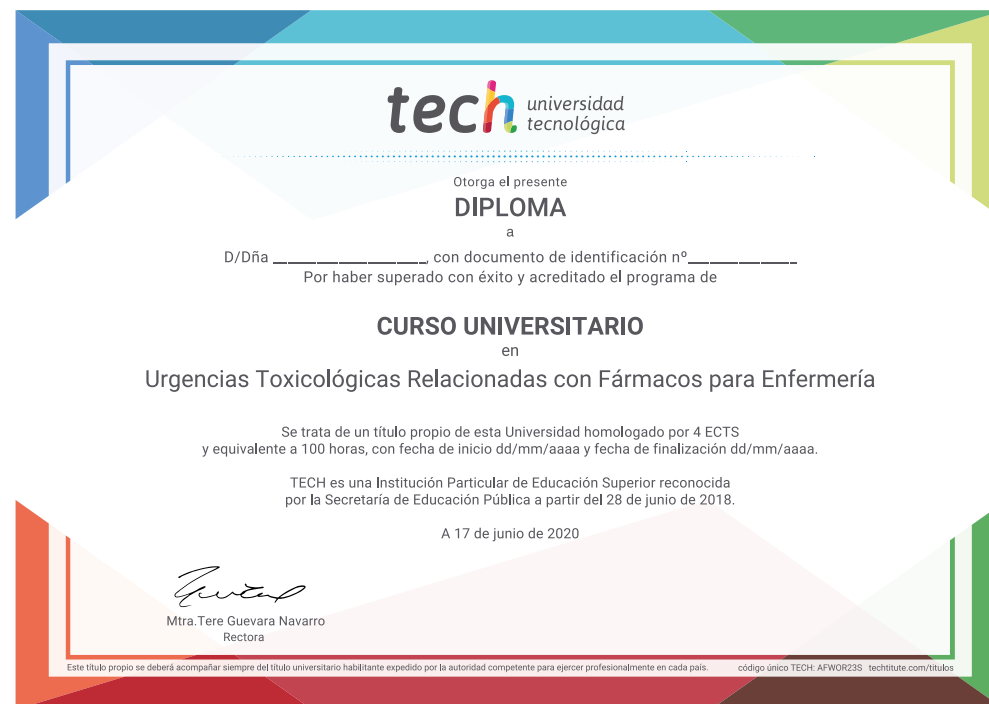 tech universidad
tecnológica
Otorga el presente
DIPLOMA
a
D/Dña ____________________, con documento de identificación nº______________
Por haber superado con éxito y acreditado el programa de
CURSO UNIVERSITARIO
en
Urgencias Toxicológicas Relacionadas con Fármacos para Enfermería
Se trata de un título propio de esta Universidad homologado por 4 ECTS
y equivalente a 100 horas, con fecha de inicio dd/mm/aaaa y fecha de finalización dd/mm/aaaa.
TECH es una Institución Particular de Educación Superior reconocida
por la Secretaría de Educación Pública a partir del 28 de junio de 2018.
A 17 de junio de 2020
Mtra.Tere Guevara Navarro
Rectora
Este título propio se deberá acompañar siempre del título universitario habilitante expedido por la autoridad competente para ejercer profesionalmente en cada país. código único TECH: AFWOR23S techtitute.com/titulos